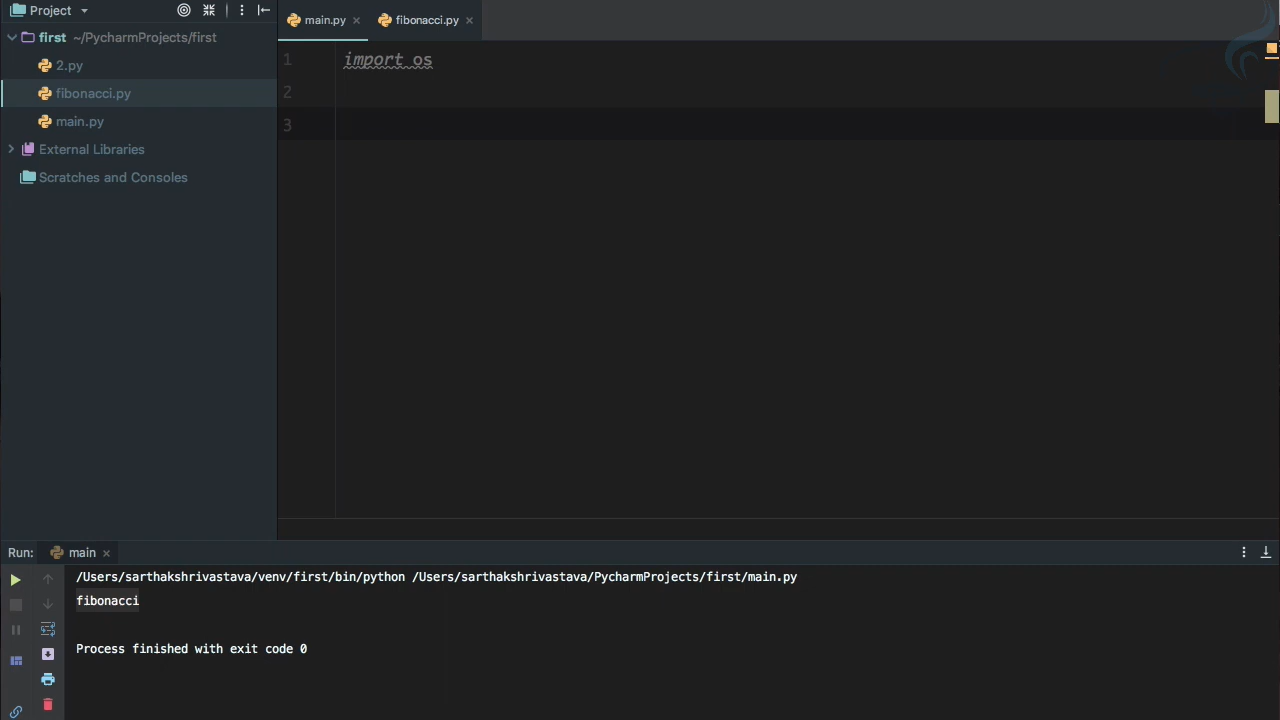 Project
main.py
fibonacci.py
first ~/PycharmProjects/first
2.py
fibonacci.py
main.py
External Libraries
Scratches and Consoles
1 import os
2
3
Run: main
/Users/sarthakshrivastava/venv/first/bin/python /Users/sarthakshrivastava/PycharmProjects/first/main.py
fibonacci
Process finished with exit code 0